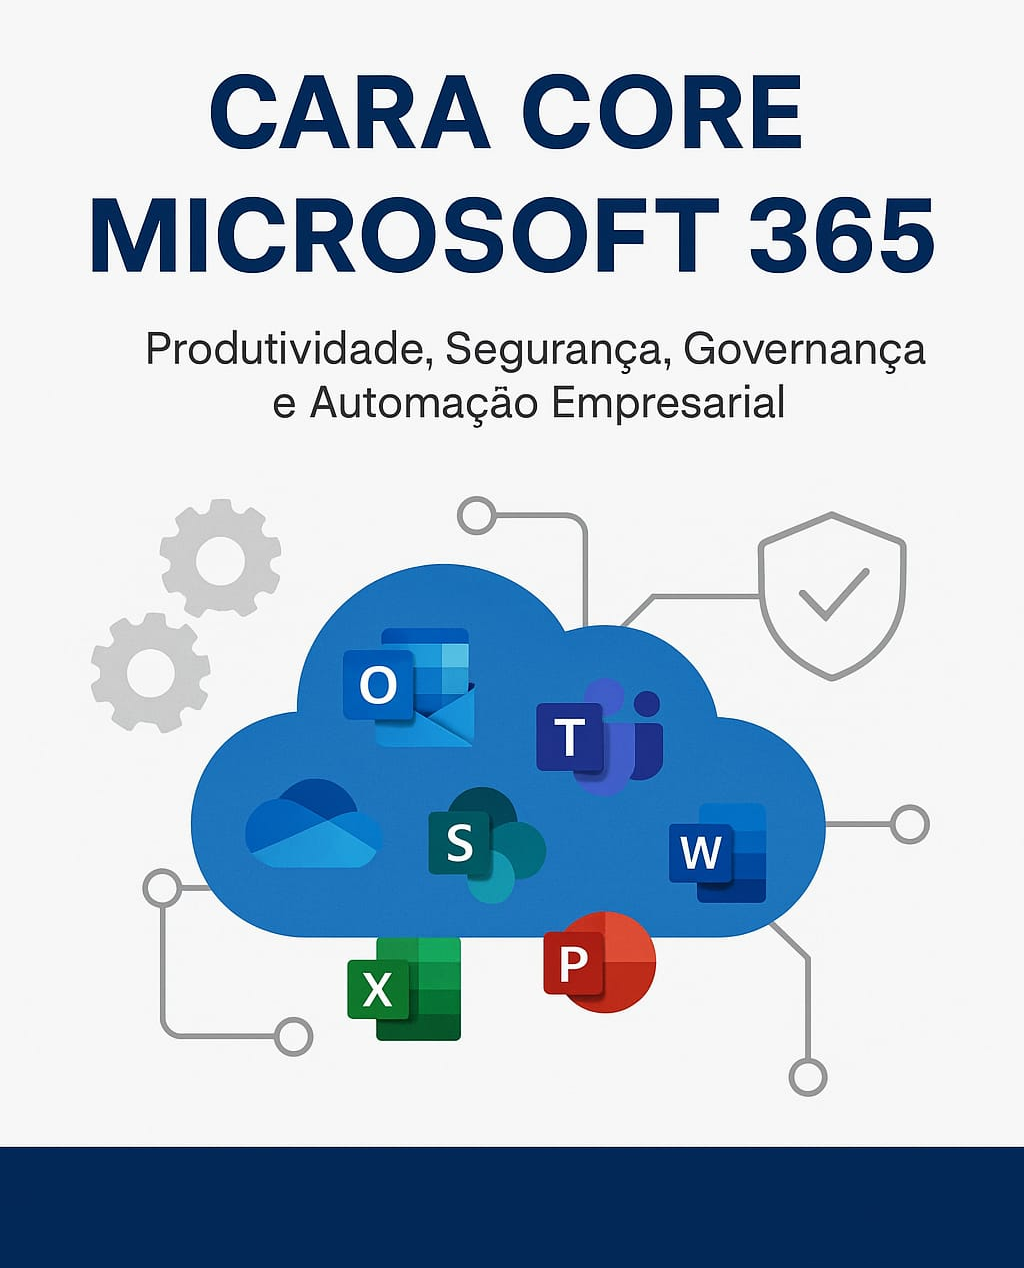 CARA CORE
MICROSOFT 365
Produtividade, Segurança, Governança
e Automação Empresarial
O
T
S
W
X
P